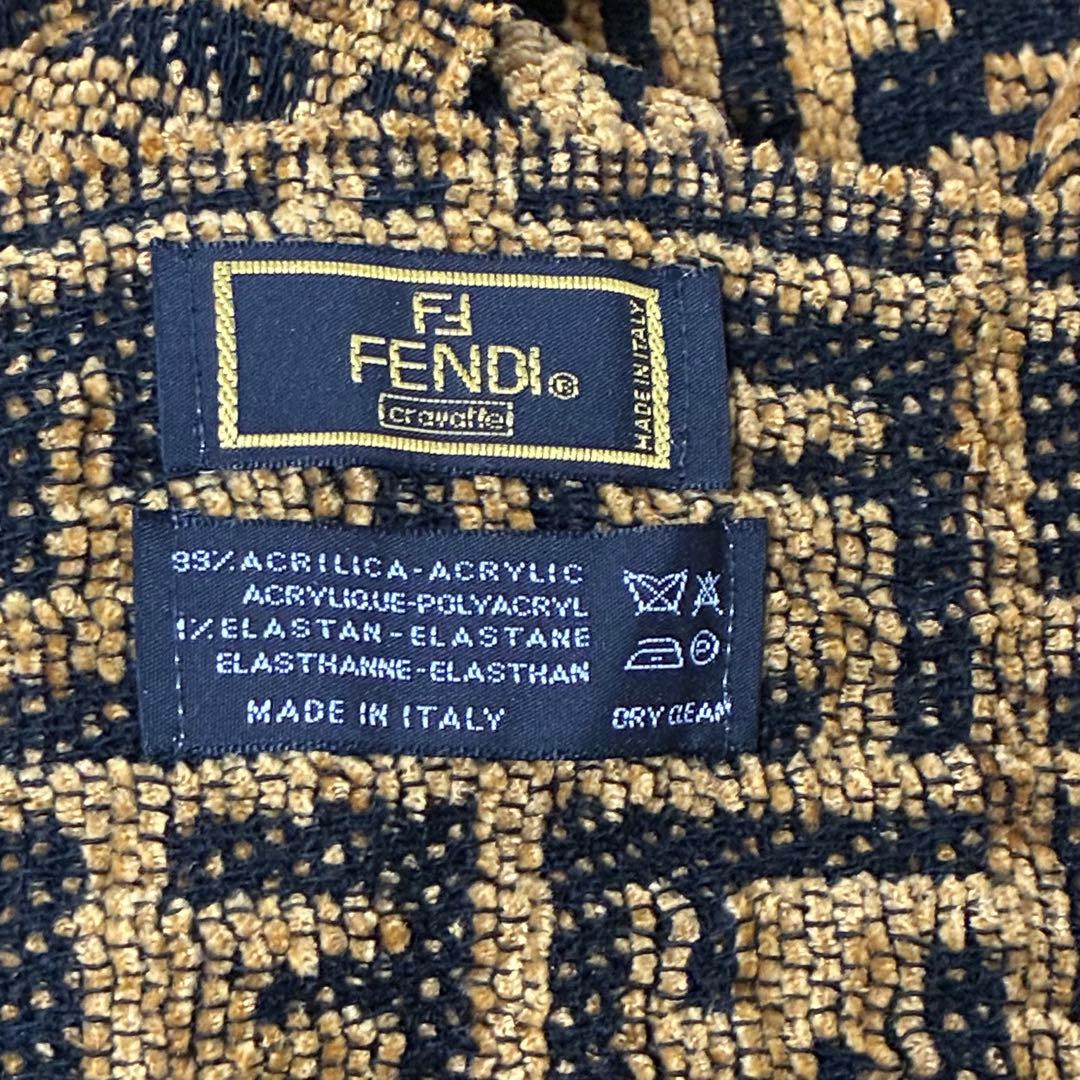 FF
FENDI®
cravatte
MADE IN ITALY
99% ACRILICA-ACRYLIC
ACRYLIQUE-POLYACRYL
1% ELASTAN-ELASTANE
ELASTHANNE-ELASTHAN
MADE IN ITALY
P
DRY CLEAN